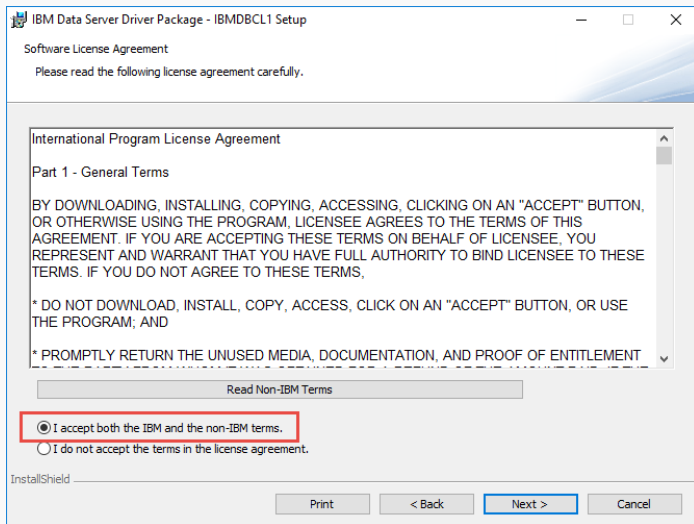 IBM Data Server Driver Package - IBMDBCL1 Setup
Software License Agreement
Please read the following license agreement carefully.
International Program License Agreement
Part 1 - General Terms
BY DOWNLOADING, INSTALLING, COPYING, ACCESSING, CLICKING ON AN "ACCEPT" BUTTON,
OR OTHERWISE USING THE PROGRAM, LICENSEE AGREES TO THE TERMS OF THIS
AGREEMENT. IF YOU ARE ACCEPTING THESE TERMS ON BEHALF OF LICENSEE, YOU
REPRESENT AND WARRANT THAT YOU HAVE FULL AUTHORITY TO BIND LICENSEE TO THESE
TERMS. IF YOU DO NOT AGREE TO THESE TERMS,
* DO NOT DOWNLOAD, INSTALL, COPY, ACCESS, CLICK ON AN "ACCEPT" BUTTON, OR USE
THE PROGRAM; AND
* PROMPTLY RETURN THE UNUSED MEDIA, DOCUMENTATION, AND PROOF OF ENTITLEMENT
Read Non-IBM Terms
I accept both the IBM and the non-IBM terms.
I do not accept the terms in the license agreement.
InstallShield
Print
< Back
Next >
Cancel